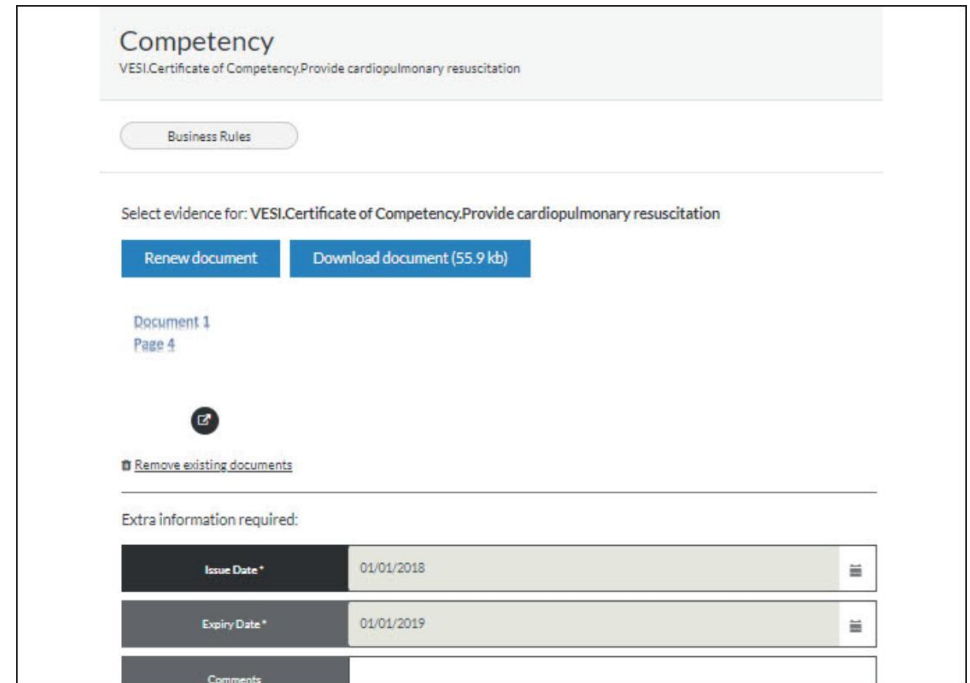 Competency
VESI.Certificate of Competency.Provide cardiopulmonary resuscitation
Business Rules
Select evidence for: VESI.Certificate of Competency.Provide cardiopulmonary resuscitation
Renew document Download document (55.9 kb)
Document 1
Page 4
Remove existing documents
Extra information required:
Issue Date* 01/01/2018
Expiry Date* 01/01/2019
Comments